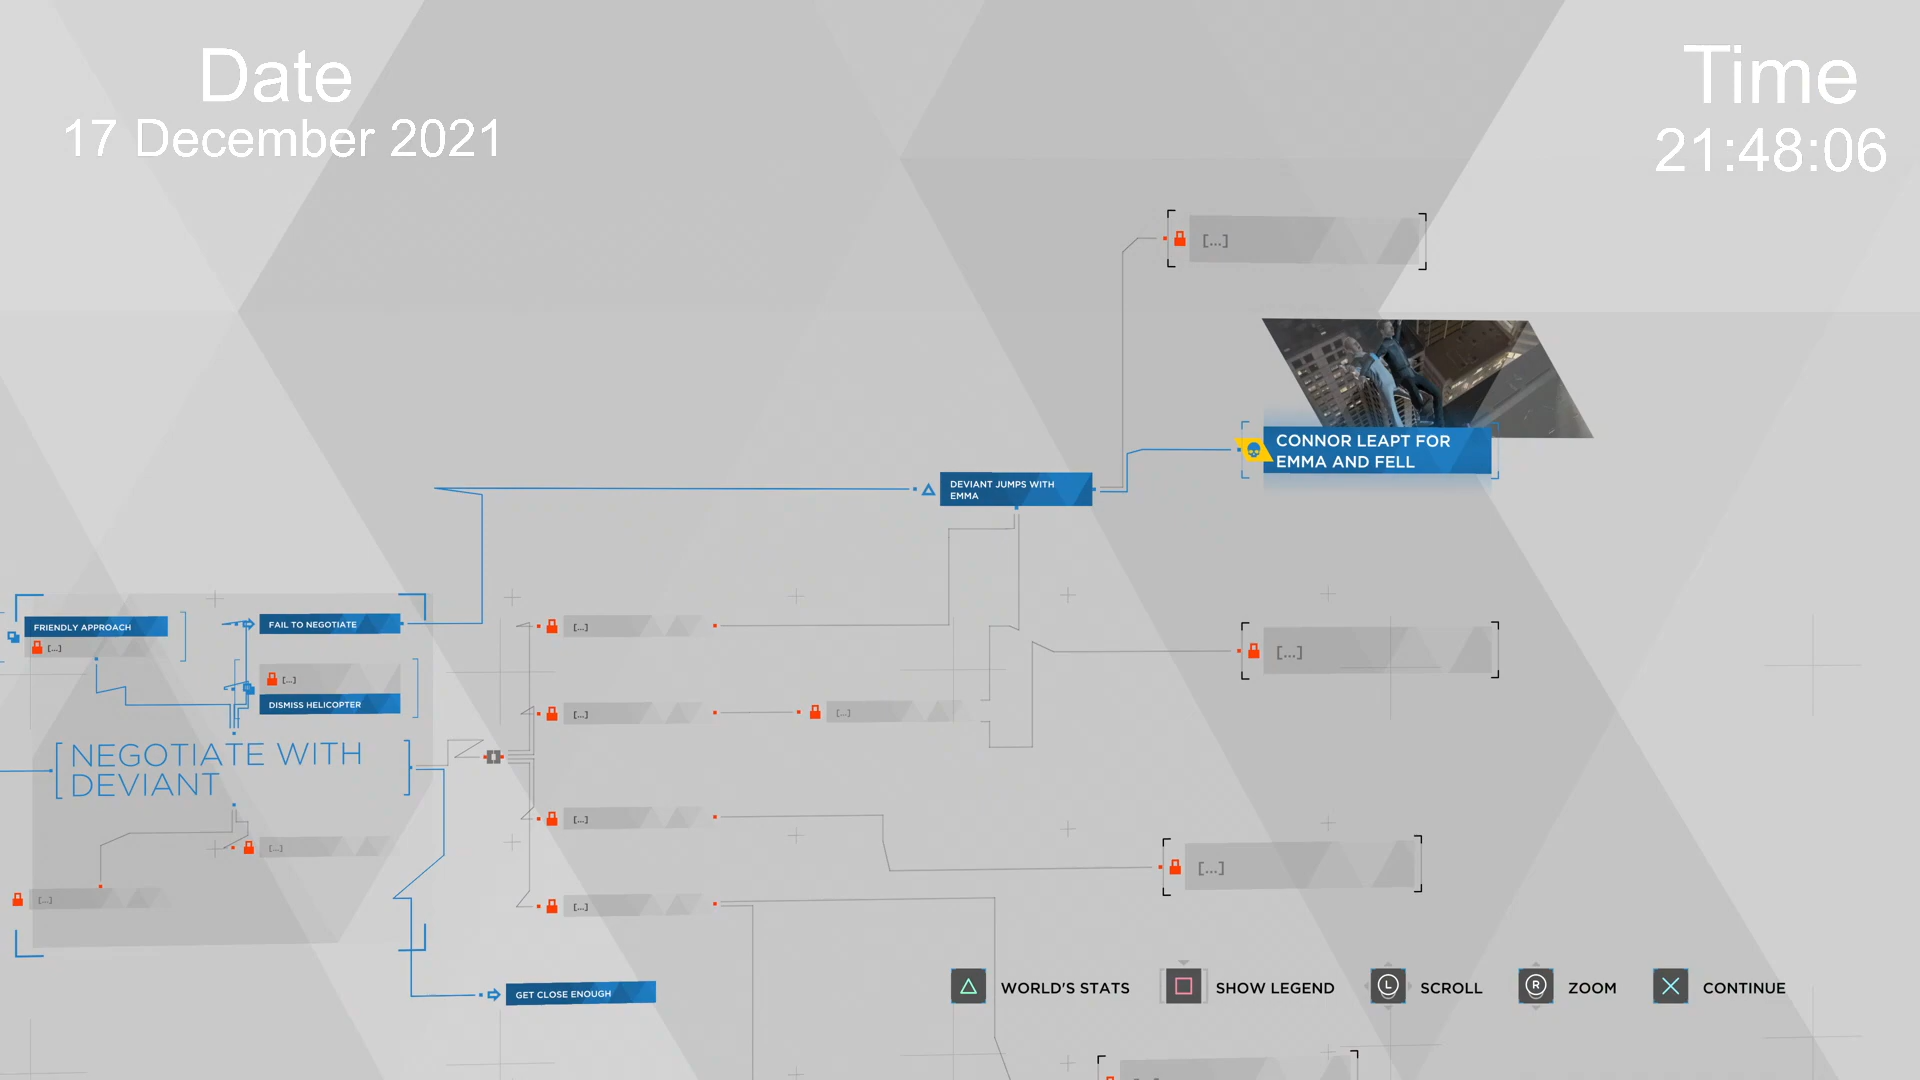 Date
17 December 2021
Time
21:48:06
[...]
CONNOR LEAPT FOR
EMMA AND FELL
DEVIANT JUMPS WITH
EMMA
FRIENDLY APPROACH
[...]
FAIL TO NEGOTIATE
[...]
DISMISS HELICOPTER
[...]
[...]
[...]
[...]
NEGOTIATE WITH
DEVIANT
[...]
[...]
[...]
[...]
[...]
GET CLOSE ENOUGH
WORLD'S STATS
SHOW LEGEND
L
SCROLL
R
ZOOM
CONTINUE